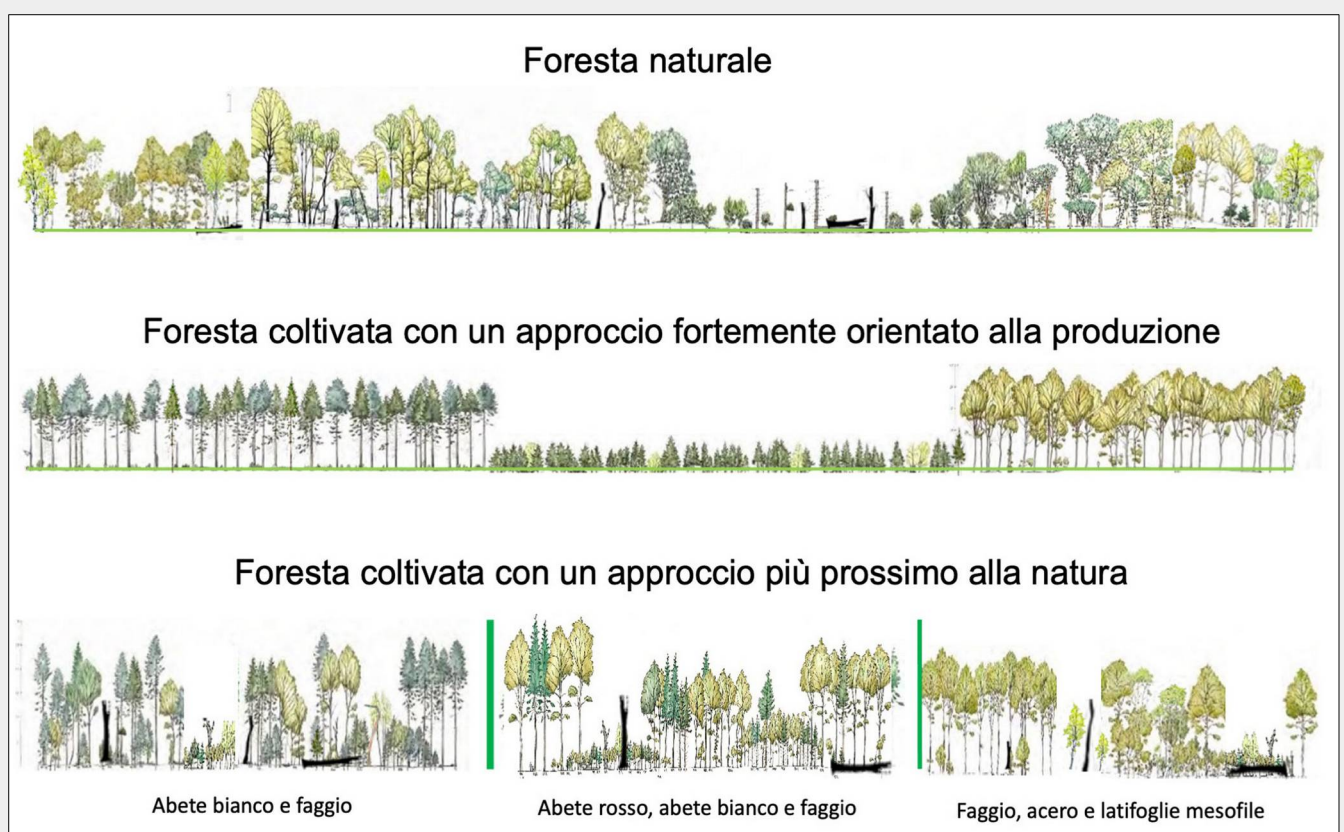 Foresta naturale
Foresta coltivata con un approccio fortemente orientato alla produzione
Foresta coltivata con un approccio più prossimo alla natura
Abete bianco e faggio
Abete rosso, abete bianco e faggio
Faggio, acero e latifoglie mesofile